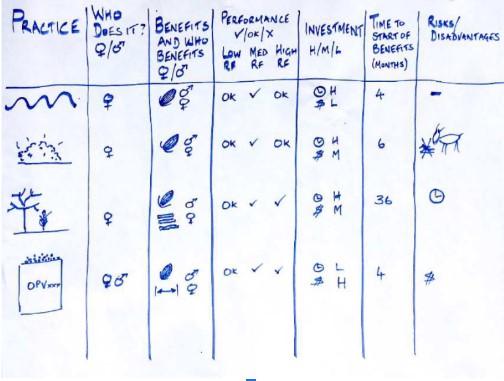 PRACTICE
WHO DOES IT? ♀/♂
BENEFITS AND WHO BENEFITS ♀/♂
PERFORMANCE ✓/OK/X
LOW RF MED RF HIGH RF
INVESTMENT H/M/L
TIME TO START OF BENEFITS (MONTHS)
RISKS/DISADVANTAGES
♀ ♂ ♀ OK ✓ OK H $ L 4 -
♀ ♂ ♀ OK ✓ OK H $ M 6
♀ ♂ ♀ OK ✓ ✓ H $ M 36
OPV
♀♂ ♂ ♀ OK ✓ ✓ L $ H 4 $